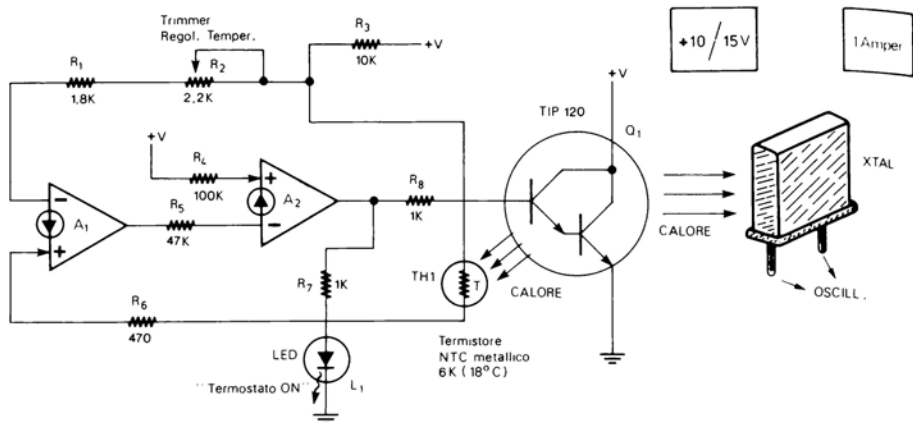 Trimmer
Regol. Temper.
R1
1,8K
R2
2,2K
R3
10K
+V
+10/15V
1 Amper
+V
R4
100K
A1
R5
47K
A2
R8
1K
+V
TIP 120
Q1
XTAL
CALORE
OSCILL.
R6
470
R7
1K
TH1
T
CALORE
Termistore
NTC metallico
6K (18°C)
LED
L1
"Termostato ON"